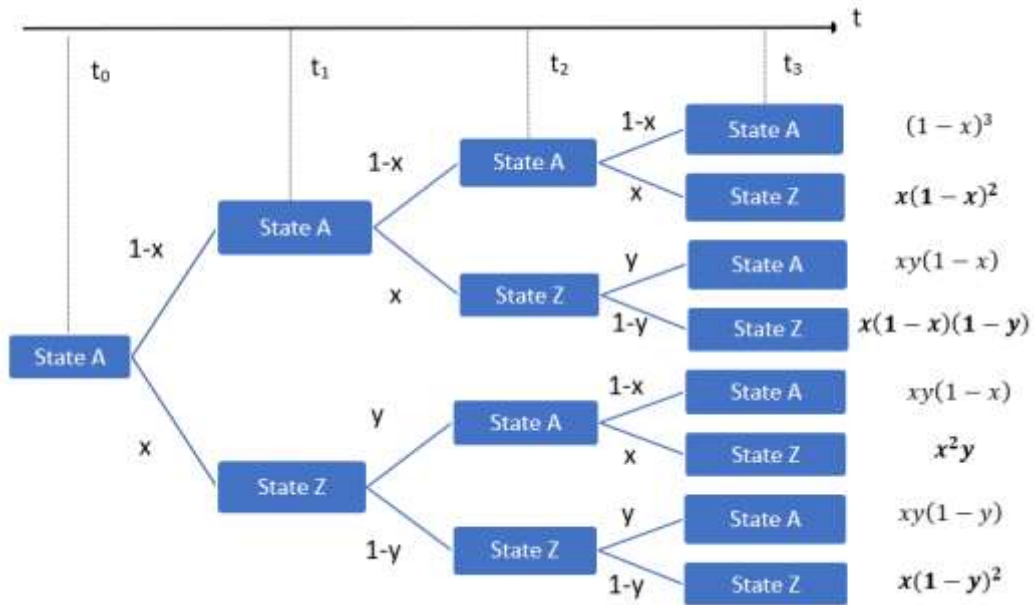 t
t₀
t₁
t₂
t₃
1-x
State A
(1 − x)³
1-x
State A
x
State Z
x(1 − x)²
1-x
State A
y
State A
xy(1 − x)
x
State Z
1-y
State Z
x(1 − x)(1 − y)
State A
1-x
State A
xy(1 − x)
y
State A
x
x
State Z
x²y
State Z
y
State A
xy(1 − y)
1-y
State Z
1-y
State Z
x(1 − y)²